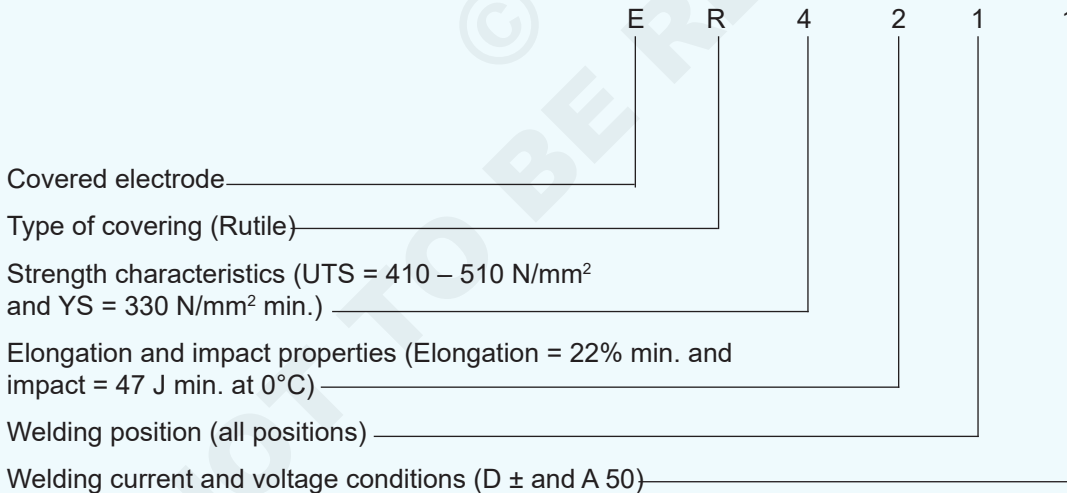 E R 4 2 1
Covered electrode
Type of covering (Rutile)
Strength characteristics (UTS = 410 – 510 N/mm²
and YS = 330 N/mm² min.)
Elongation and impact properties (Elongation = 22% min. and
impact = 47 J min. at 0°C)
Welding position (all positions)
Welding current and voltage conditions (D ± and A 50)
© TO BE